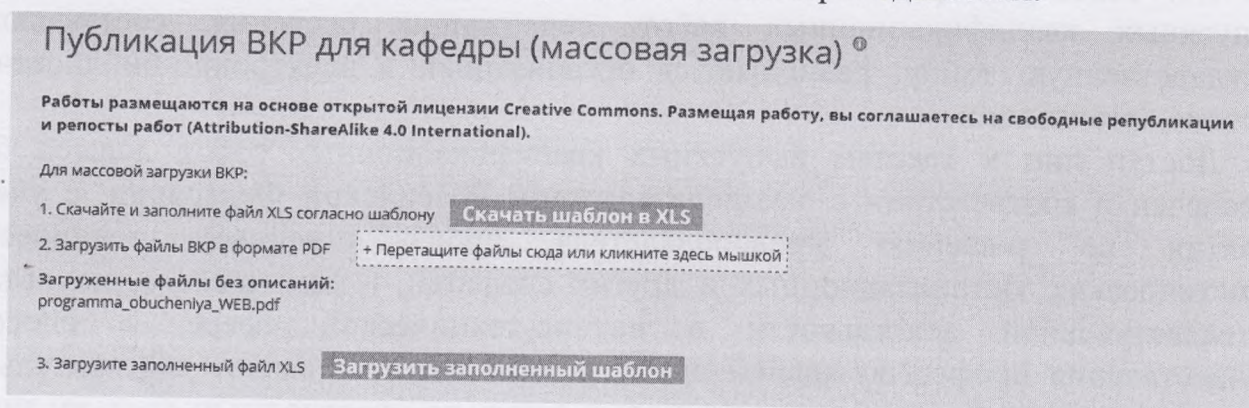 Публикация ВКР для кафедры (массовая загрузка)
Работы размещаются на основе открытой лицензии Creative Commons. Размещая работу, вы соглашаетесь на свободные републикации
и репосты работ (Attribution-ShareAlike 4.0 International).
Для массовой загрузки ВКР:
1. Скачайте и заполните файл XLS согласно шаблону Скачать шаблон в XLS
2. Загрузить файлы ВКР в формате PDF + Перетащите файлы сюда или кликните здесь мышкой
Загруженные файлы без описаний:
programma_obucheniya_WEB.pdf
3. Загрузите заполненный файл XLS Загрузить заполненный шаблон